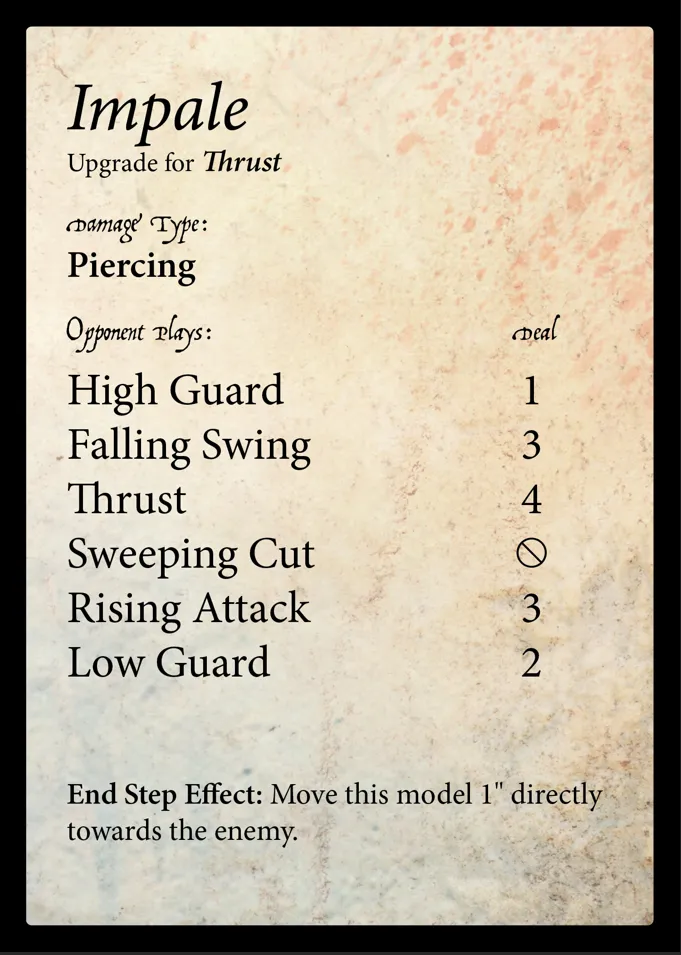 Impale
Upgrade for Thrust
Damage Type:
Piercing
Opponent Plays: Deal
High Guard 1
Falling Swing 3
Thrust 4
Sweeping Cut 🛇
Rising Attack 3
Low Guard 2
End Step Effect: Move this model 1" directly
towards the enemy.